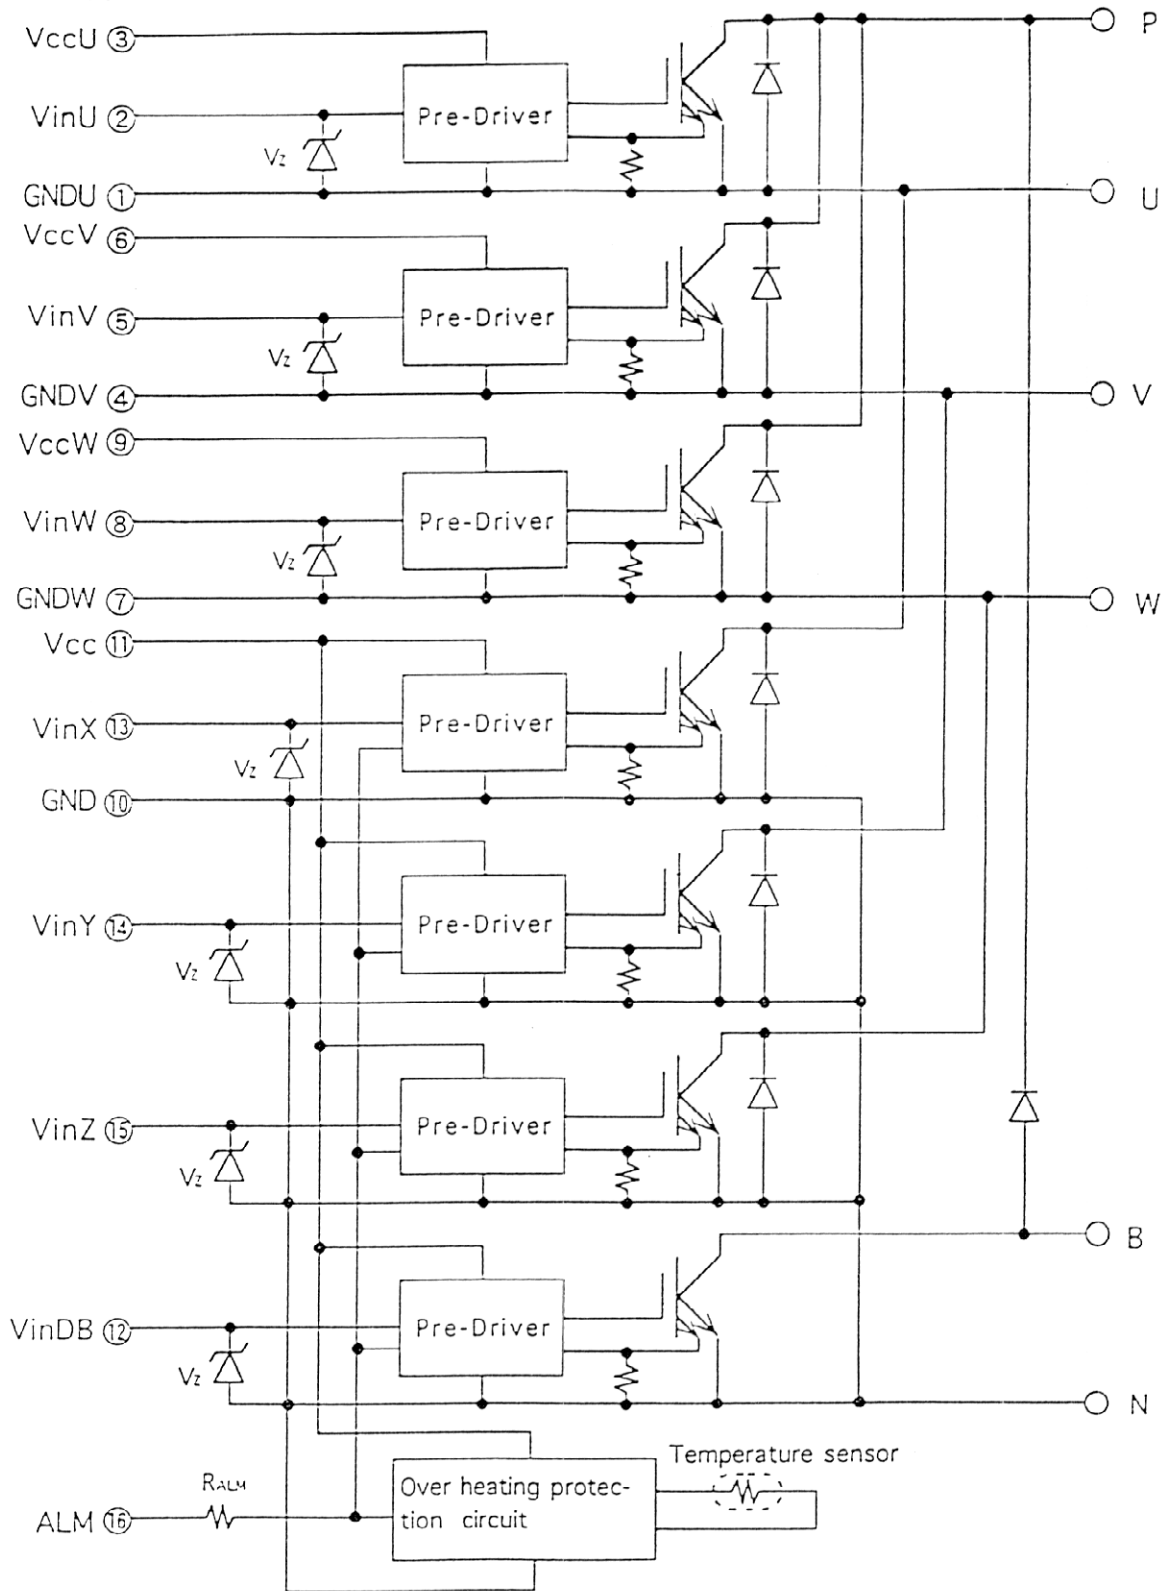 VccU ③
P
VinU ②
Pre-Driver
Vz
GNDU ①
U
VccV ⑥
VinV ⑤
Pre-Driver
Vz
GNDV ④
V
VccW ⑨
VinW ⑧
Pre-Driver
Vz
GNDW ⑦
W
Vcc ⑪
VinX ⑬
Pre-Driver
Vz
GND ⑩
VinY ⑭
Pre-Driver
Vz
VinZ ⑮
Pre-Driver
Vz
B
VinDB ⑫
Pre-Driver
Vz
N
Temperature sensor
RALM
Over heating protec-
tion circuit
ALM ⑯